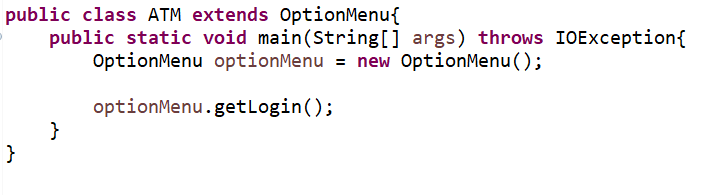 public class ATM extends OptionMenu{
    public static void main(String[] args) throws IOException{
        OptionMenu optionMenu = new OptionMenu();

        optionMenu.getLogin();
    }
}